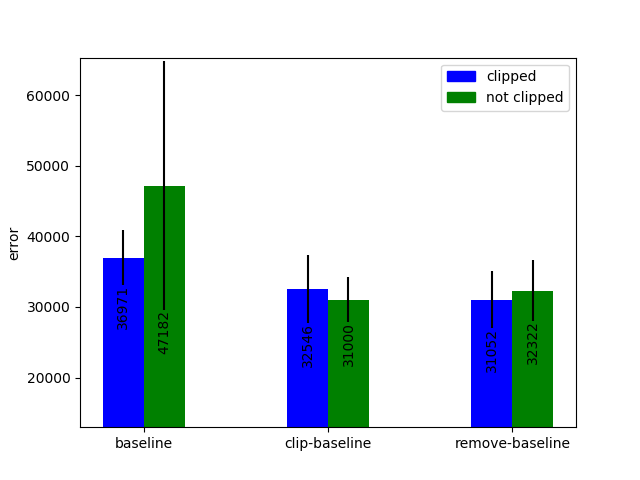 clipped
not clipped
error
60000
50000
40000
30000
20000
36971
47182
32546
31000
31052
32322
baseline
clip-baseline
remove-baseline